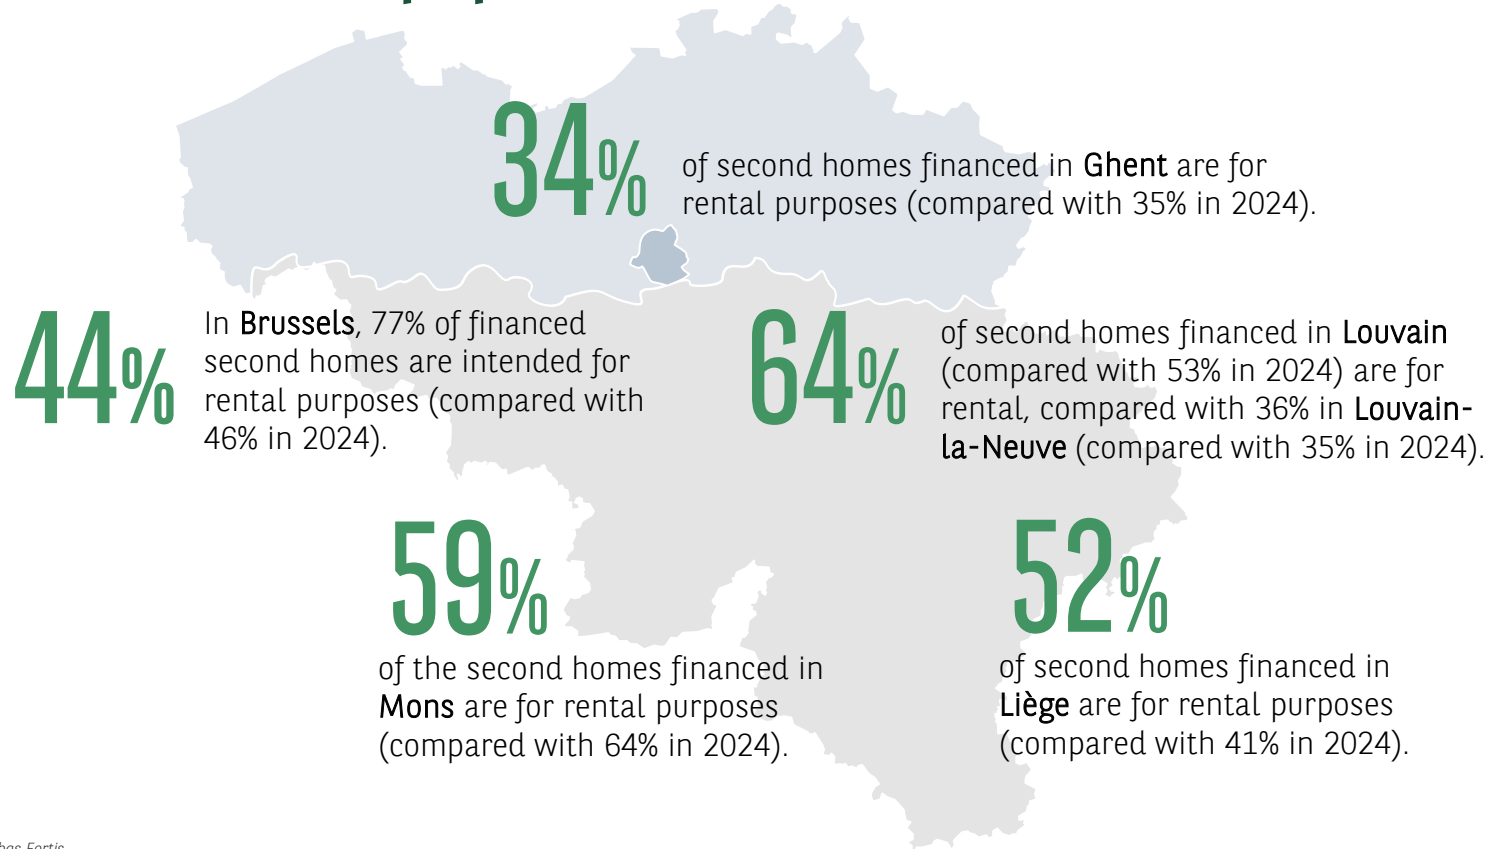 34%
of second homes financed in Ghent are for
rental purposes (compared with 35% in 2024).
44%
In Brussels, 77% of financed
second homes are intended for
rental purposes (compared with
46% in 2024).
64%
of second homes financed in Louvain
(compared with 53% in 2024) are for
rental, compared with 36% in Louvain-
la-Neuve (compared with 35% in 2024).
59%
of the second homes financed in
Mons are for rental purposes
(compared with 64% in 2024).
52%
of second homes financed in
Liège are for rental purposes
(compared with 41% in 2024).
Fortis